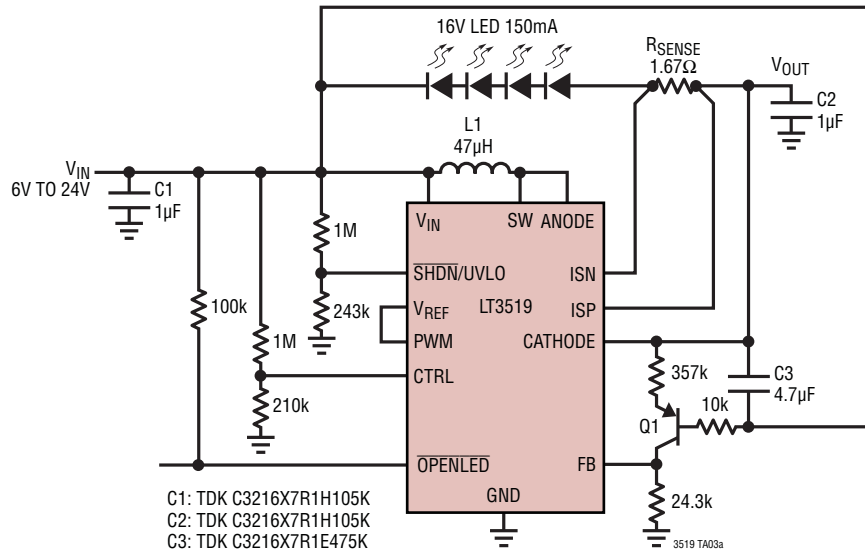 16V LED 150mA
RSENSE
1.67Ω
VOUT
C2
1µF
L1
47µH
VIN
6V TO 24V
C1
1µF
VIN
SW
ANODE
1M
SHDN/UVLO
ISN
100k
243k
VREF
LT3519
ISP
1M
PWM
CATHODE
CTRL
357k
C3
4.7µF
210k
Q1
10k
OPENLED
FB
GND
24.3k
C1: TDK C3216X7R1H105K
C2: TDK C3216X7R1H105K
C3: TDK C3216X7R1E475K
3519 TA03a